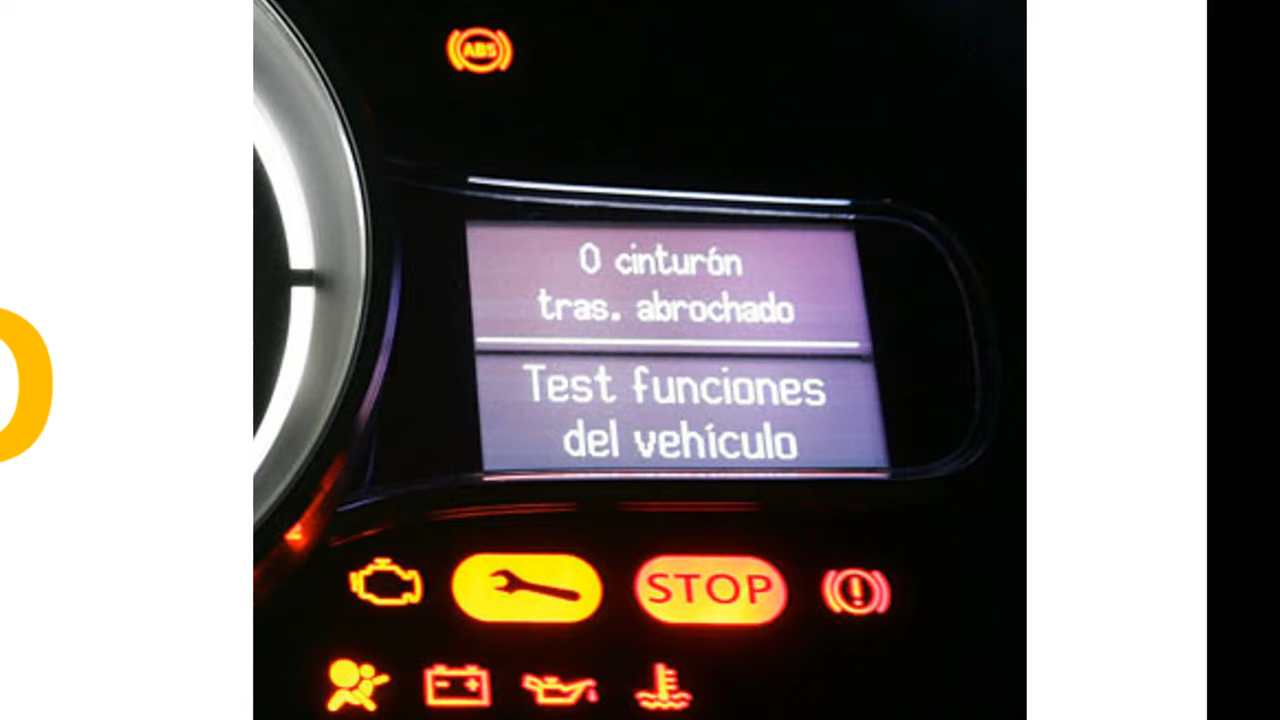 ABS
0 cinturón
tras. abrochado
Test funciones
del vehículo
STOP